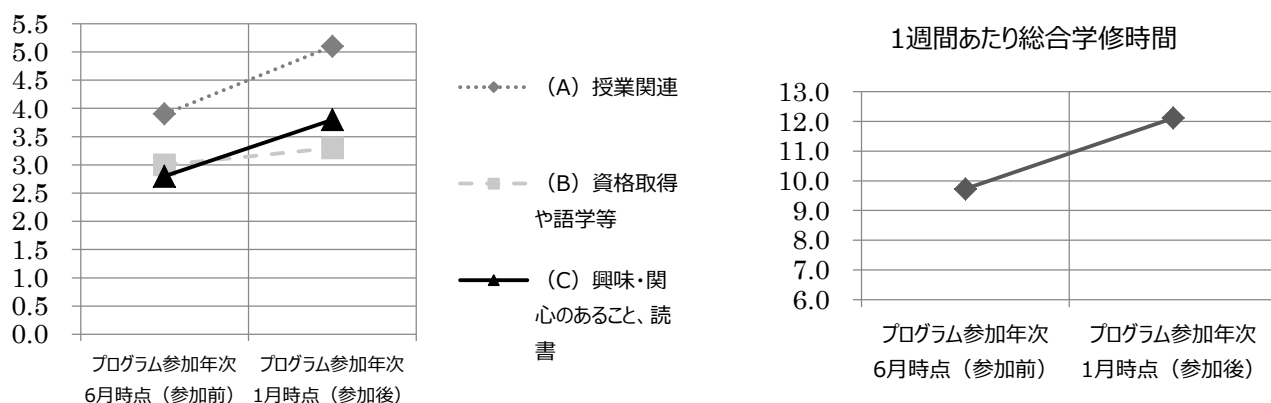 5.5
5.0
4.5
4.0
3.5
3.0
2.5
2.0
1.5
1.0
0.5
0.0
プログラム参加年次
6月時点（参加前）
プログラム参加年次
1月時点（参加後）
（A）授業関連
（B）資格取得
や語学等
（C）興味・関
心のあること、読
書
1週間あたり総合学修時間
13.0
12.0
11.0
10.0
9.0
8.0
7.0
6.0
プログラム参加年次
6月時点（参加前）
プログラム参加年次
1月時点（参加後）